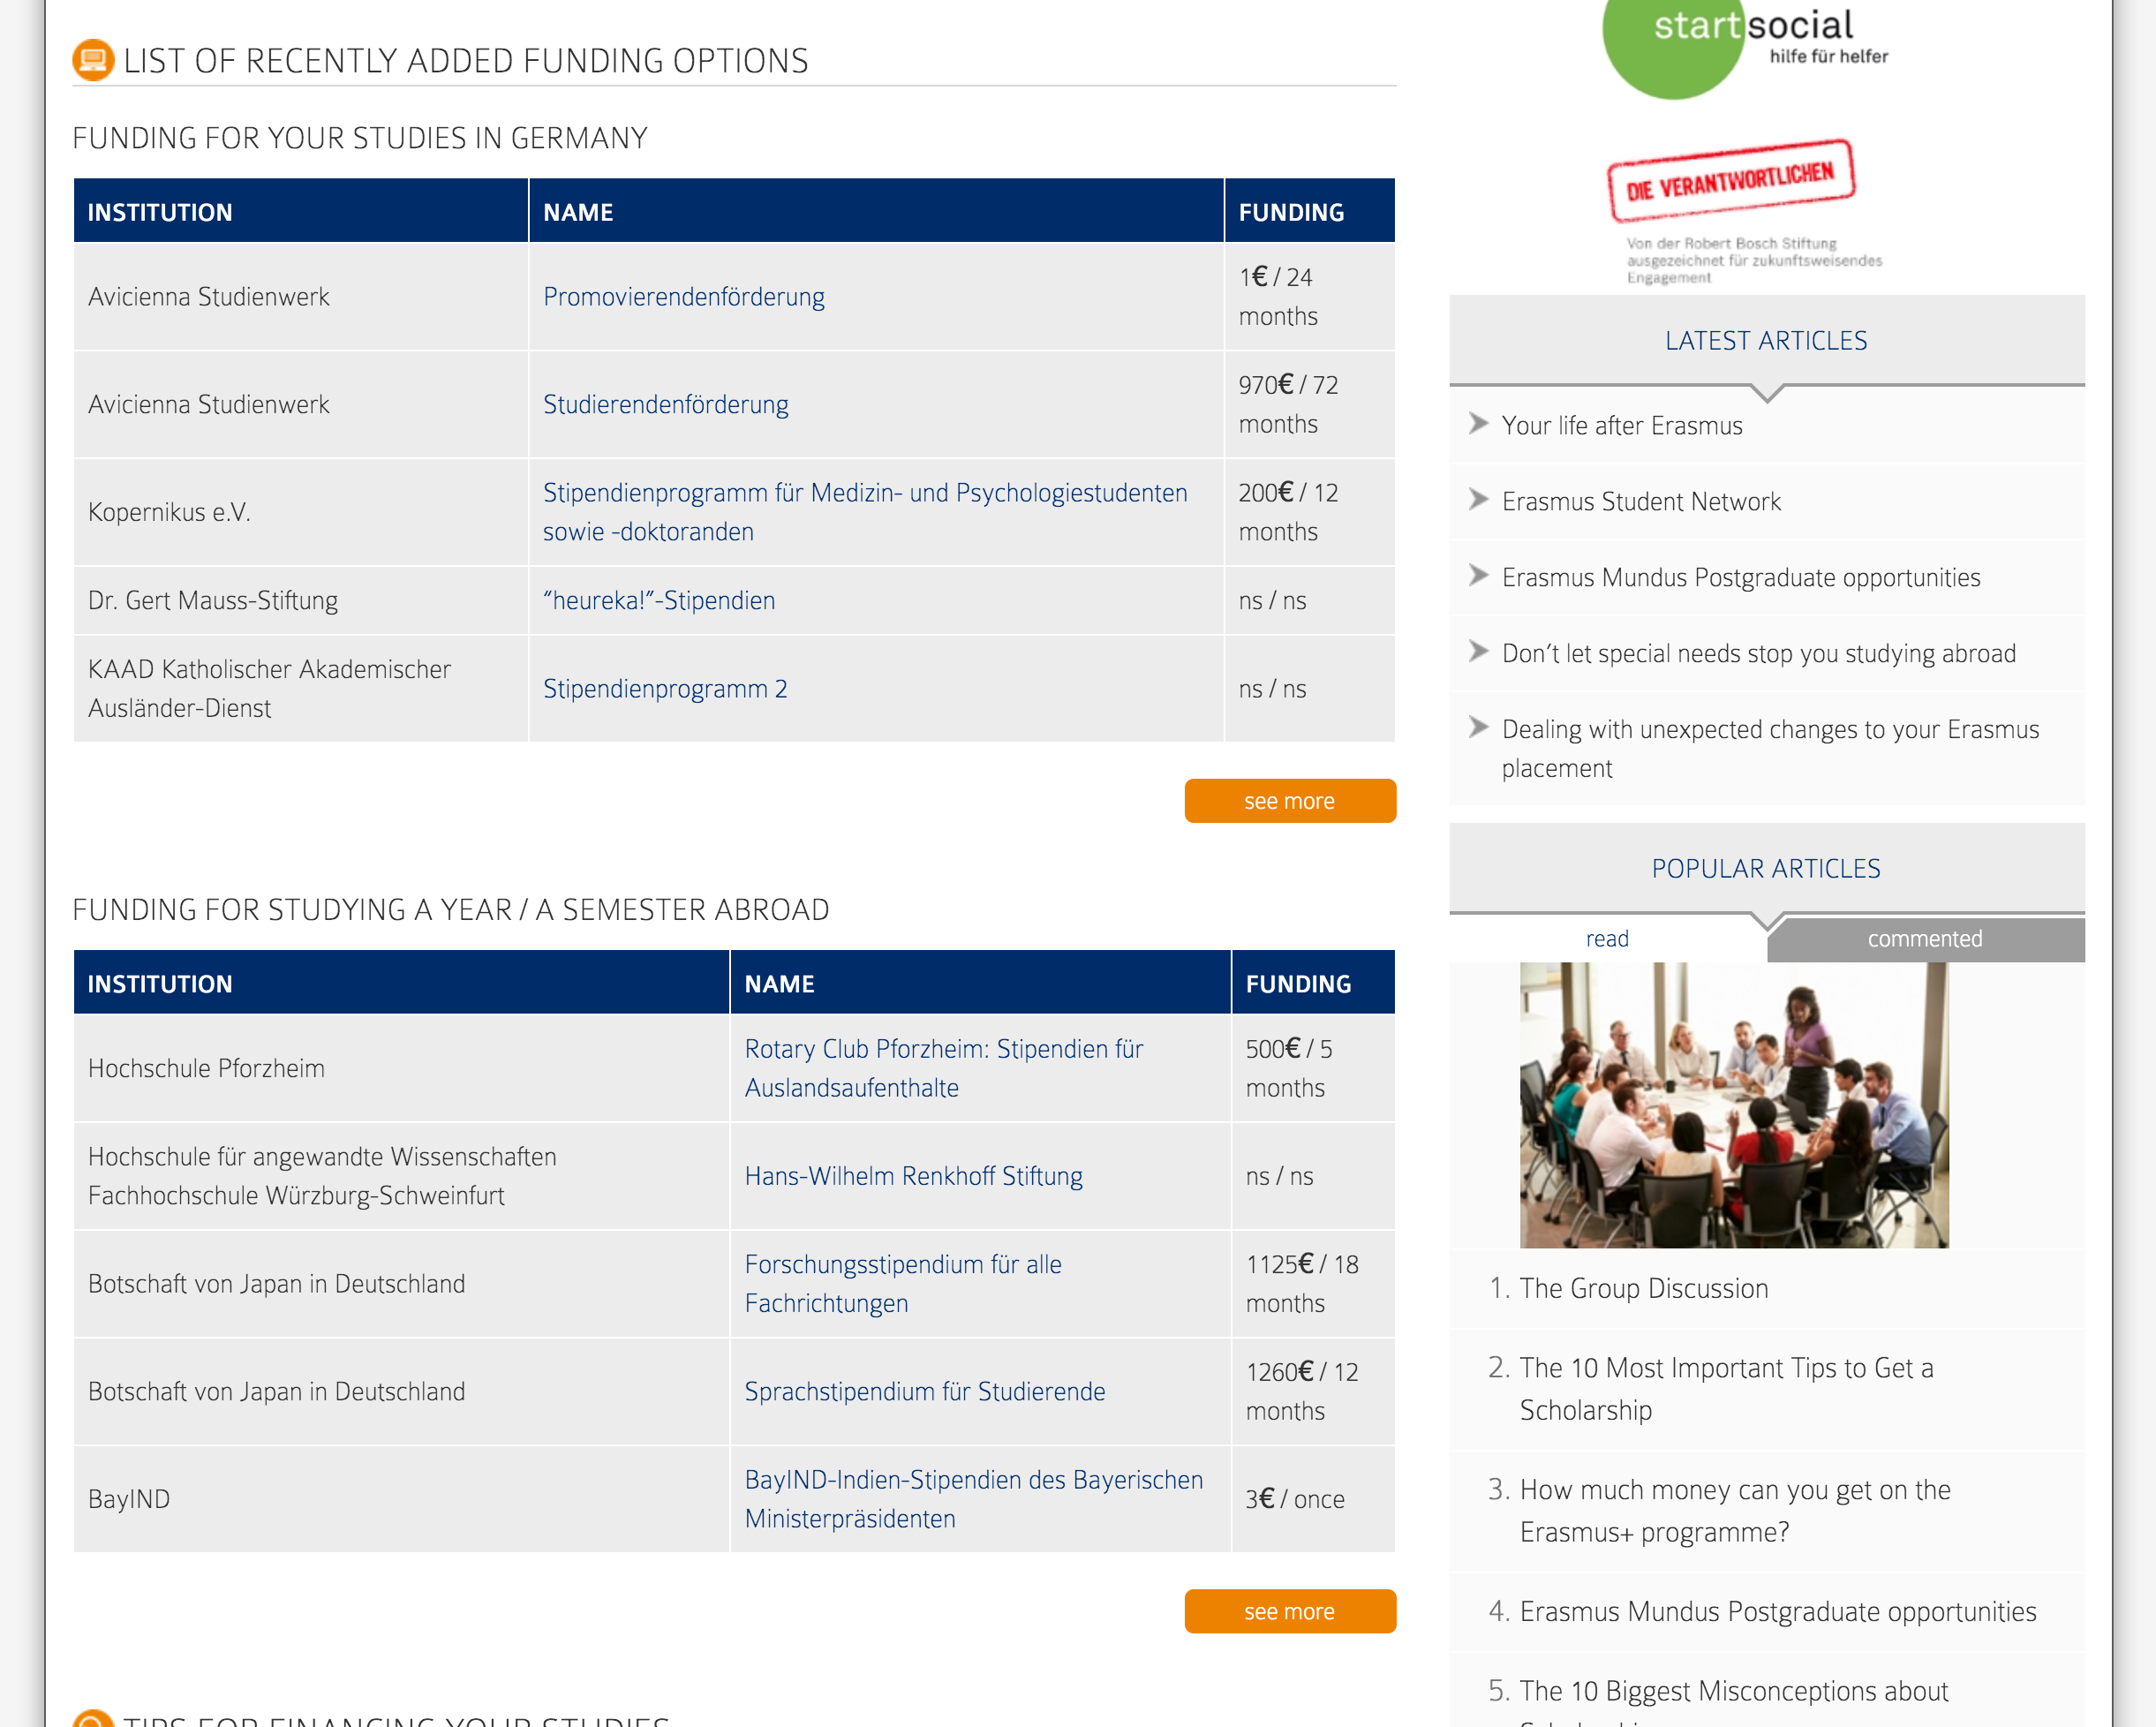 LIST OF RECENTLY ADDED FUNDING OPTIONS
FUNDING FOR YOUR STUDIES IN GERMANY
INSTITUTION NAME FUNDING
Avicienna Studienwerk Promovierendenförderung 1€ / 24
months
Avicienna Studienwerk Studierendenförderung 970€ / 72
months
Kopernikus e.V. Stipendienprogramm für Medizin- und Psychologiestudenten
sowie -doktoranden 200€ / 12
months
Dr. Gert Mauss-Stiftung “heureka!”-Stipendien ns / ns
KAAD Katholischer Akademischer
Ausländer-Dienst Stipendienprogramm 2 ns / ns
see more
FUNDING FOR STUDYING A YEAR / A SEMESTER ABROAD
INSTITUTION NAME FUNDING
Hochschule Pforzheim Rotary Club Pforzheim: Stipendien für
Auslandsaufenthalte 500€ / 5
months
Hochschule für angewandte Wissenschaften
Fachhochschule Würzburg-Schweinfurt Hans-Wilhelm Renkhoff Stiftung ns / ns
Botschaft von Japan in Deutschland Forschungsstipendium für alle
Fachrichtungen 1125€ / 18
months
Botschaft von Japan in Deutschland Sprachstipendium für Studierende 1260€ / 12
months
BayIND BayIND-Indien-Stipendien des Bayerischen
Ministerpräsidenten 3€ / once
see more
TIPS FOR FINANCING YOUR STUDIES
startsocial
hilfe für helfer
DIE VERANTWORTLICHEN
Von der Robert Bosch Stiftung
ausgezeichnet für zukunftsweisendes
Engagement
LATEST ARTICLES
Your life after Erasmus
Erasmus Student Network
Erasmus Mundus Postgraduate opportunities
Don’t let special needs stop you studying abroad
Dealing with unexpected changes to your Erasmus
placement
POPULAR ARTICLES
read commented
1. The Group Discussion
2. The 10 Most Important Tips to Get a
Scholarship
3. How much money can you get on the
Erasmus+ programme?
4. Erasmus Mundus Postgraduate opportunities
5. The 10 Biggest Misconceptions about